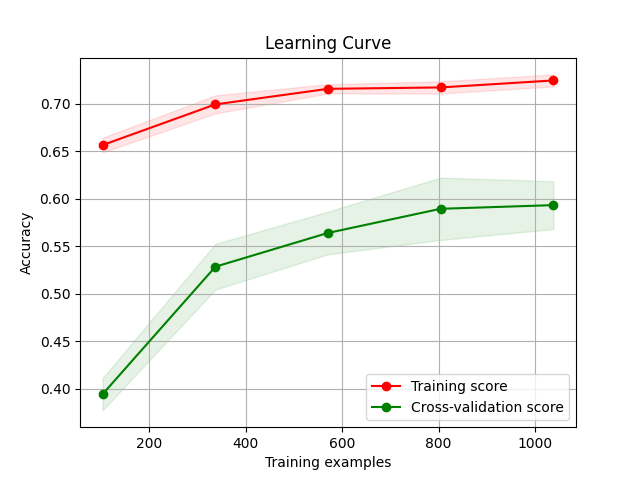 Learning Curve
Accuracy
0.70
0.65
0.60
0.55
0.50
0.45
0.40
200 400 600 800 1000
Training examples
Training score
Cross-validation score